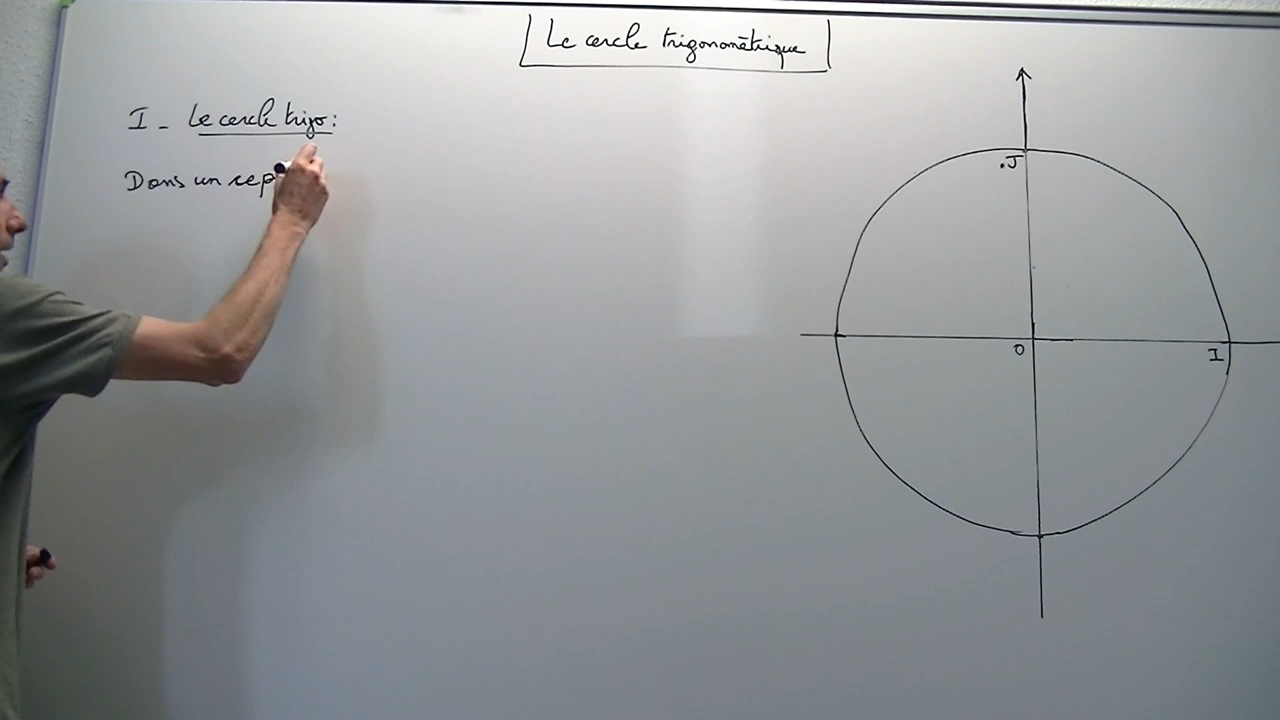 Le cercle trigonométrique
I - Le cercle trigo :
Dans un rep
.J
O
I